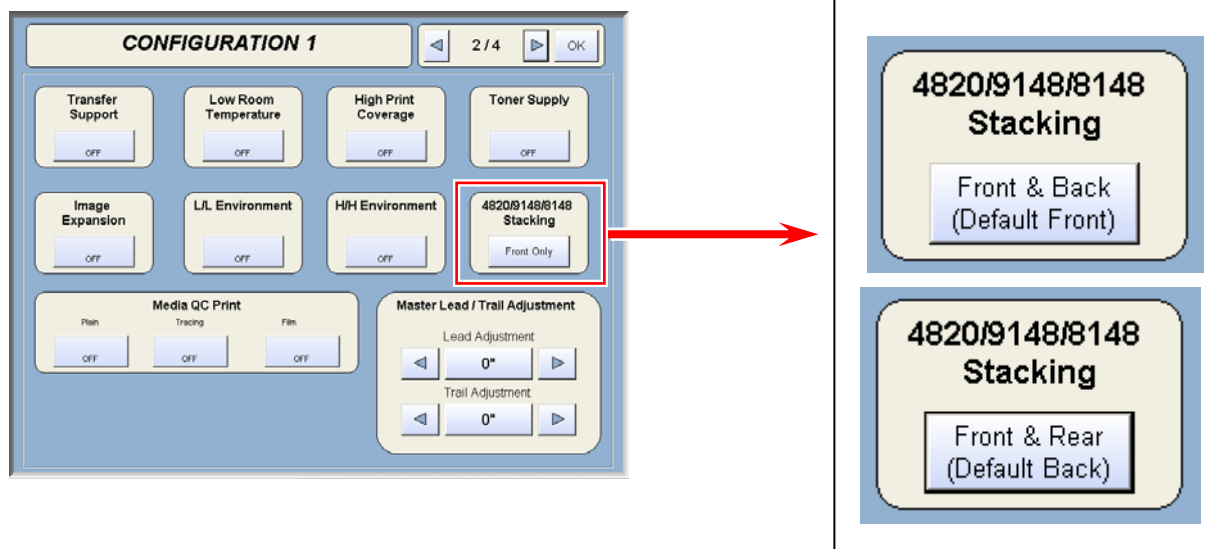 CONFIGURATION 1
2 / 4
OK
Transfer
Support
OFF
Low Room
Temperature
OFF
High Print
Coverage
OFF
Toner Supply
OFF
Image
Expansion
OFF
L/L Environment
OFF
H/H Environment
OFF
4820/9148/8148
Stacking
Front Only
Media QC Print
Plain
Tracing
Film
OFF
OFF
OFF
Master Lead / Trail Adjustment
Lead Adjustment
0"
Trail Adjustment
0"
4820/9148/8148
Stacking
Front & Back
(Default Front)
4820/9148/8148
Stacking
Front & Rear
(Default Back)